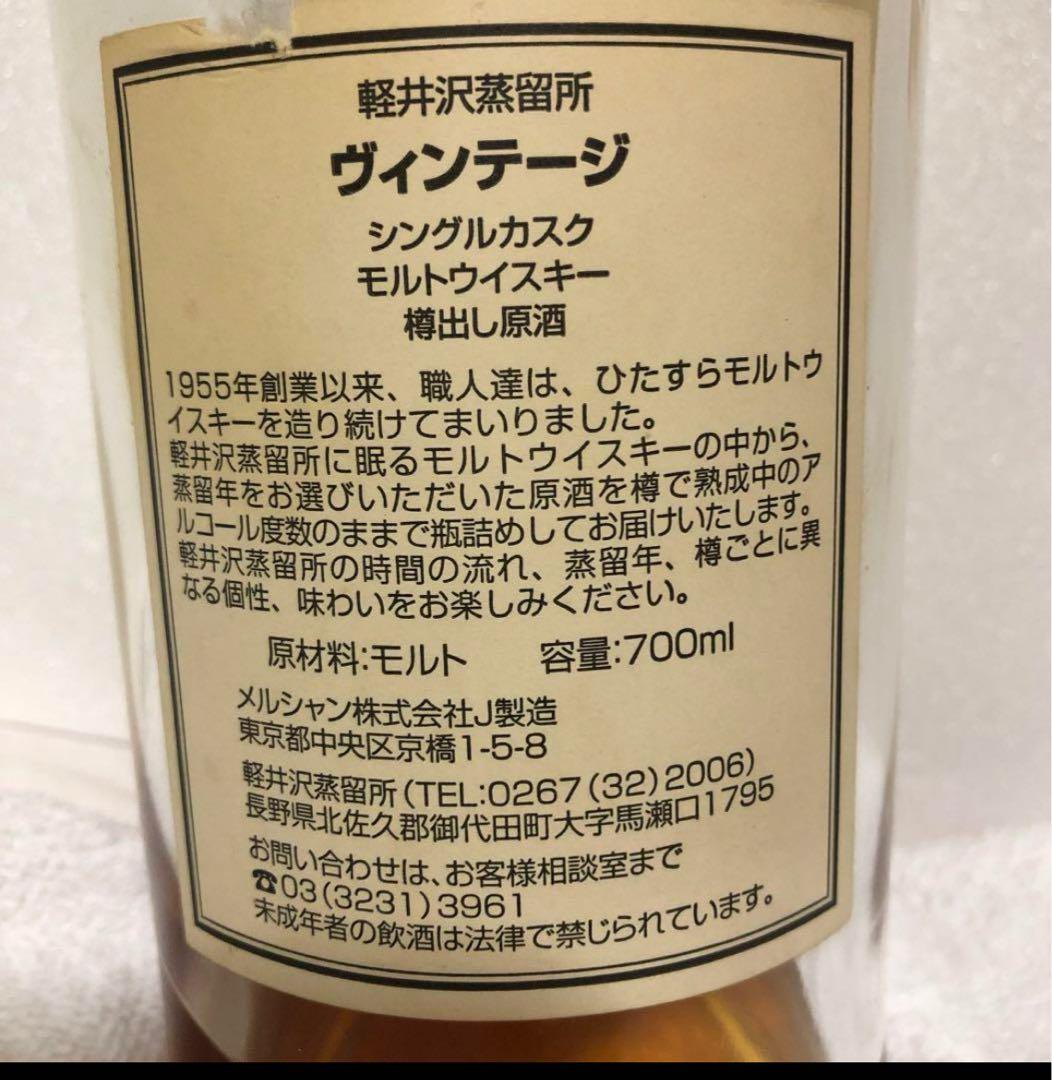 軽井沢蒸留所
ヴィンテージ
シングルカスク
モルトウイスキー
樽出し原酒
1955年創業以来、職人達は、ひたすらモルトウ
イスキーを造り続けてまいりました。
軽井沢蒸留所に眠るモルトウイスキーの中から、
蒸留年をお選びいただいた原酒を樽で熟成中のア
ルコール度数のままで瓶詰めしてお届けいたします。
軽井沢蒸留所の時間の流れ、蒸留年、樽ごとに異
なる個性、味わいをお楽しみください。
原材料:モルト 容量:700ml
メルシャン株式会社J製造
東京都中央区京橋1-5-8
軽井沢蒸留所(TEL:0267(32)2006)
長野県北佐久郡御代田町大字馬瀬口1795
お問い合わせは、お客様相談室まで
☎03(3231)3961
未成年者の飲酒は法律で禁じられています。